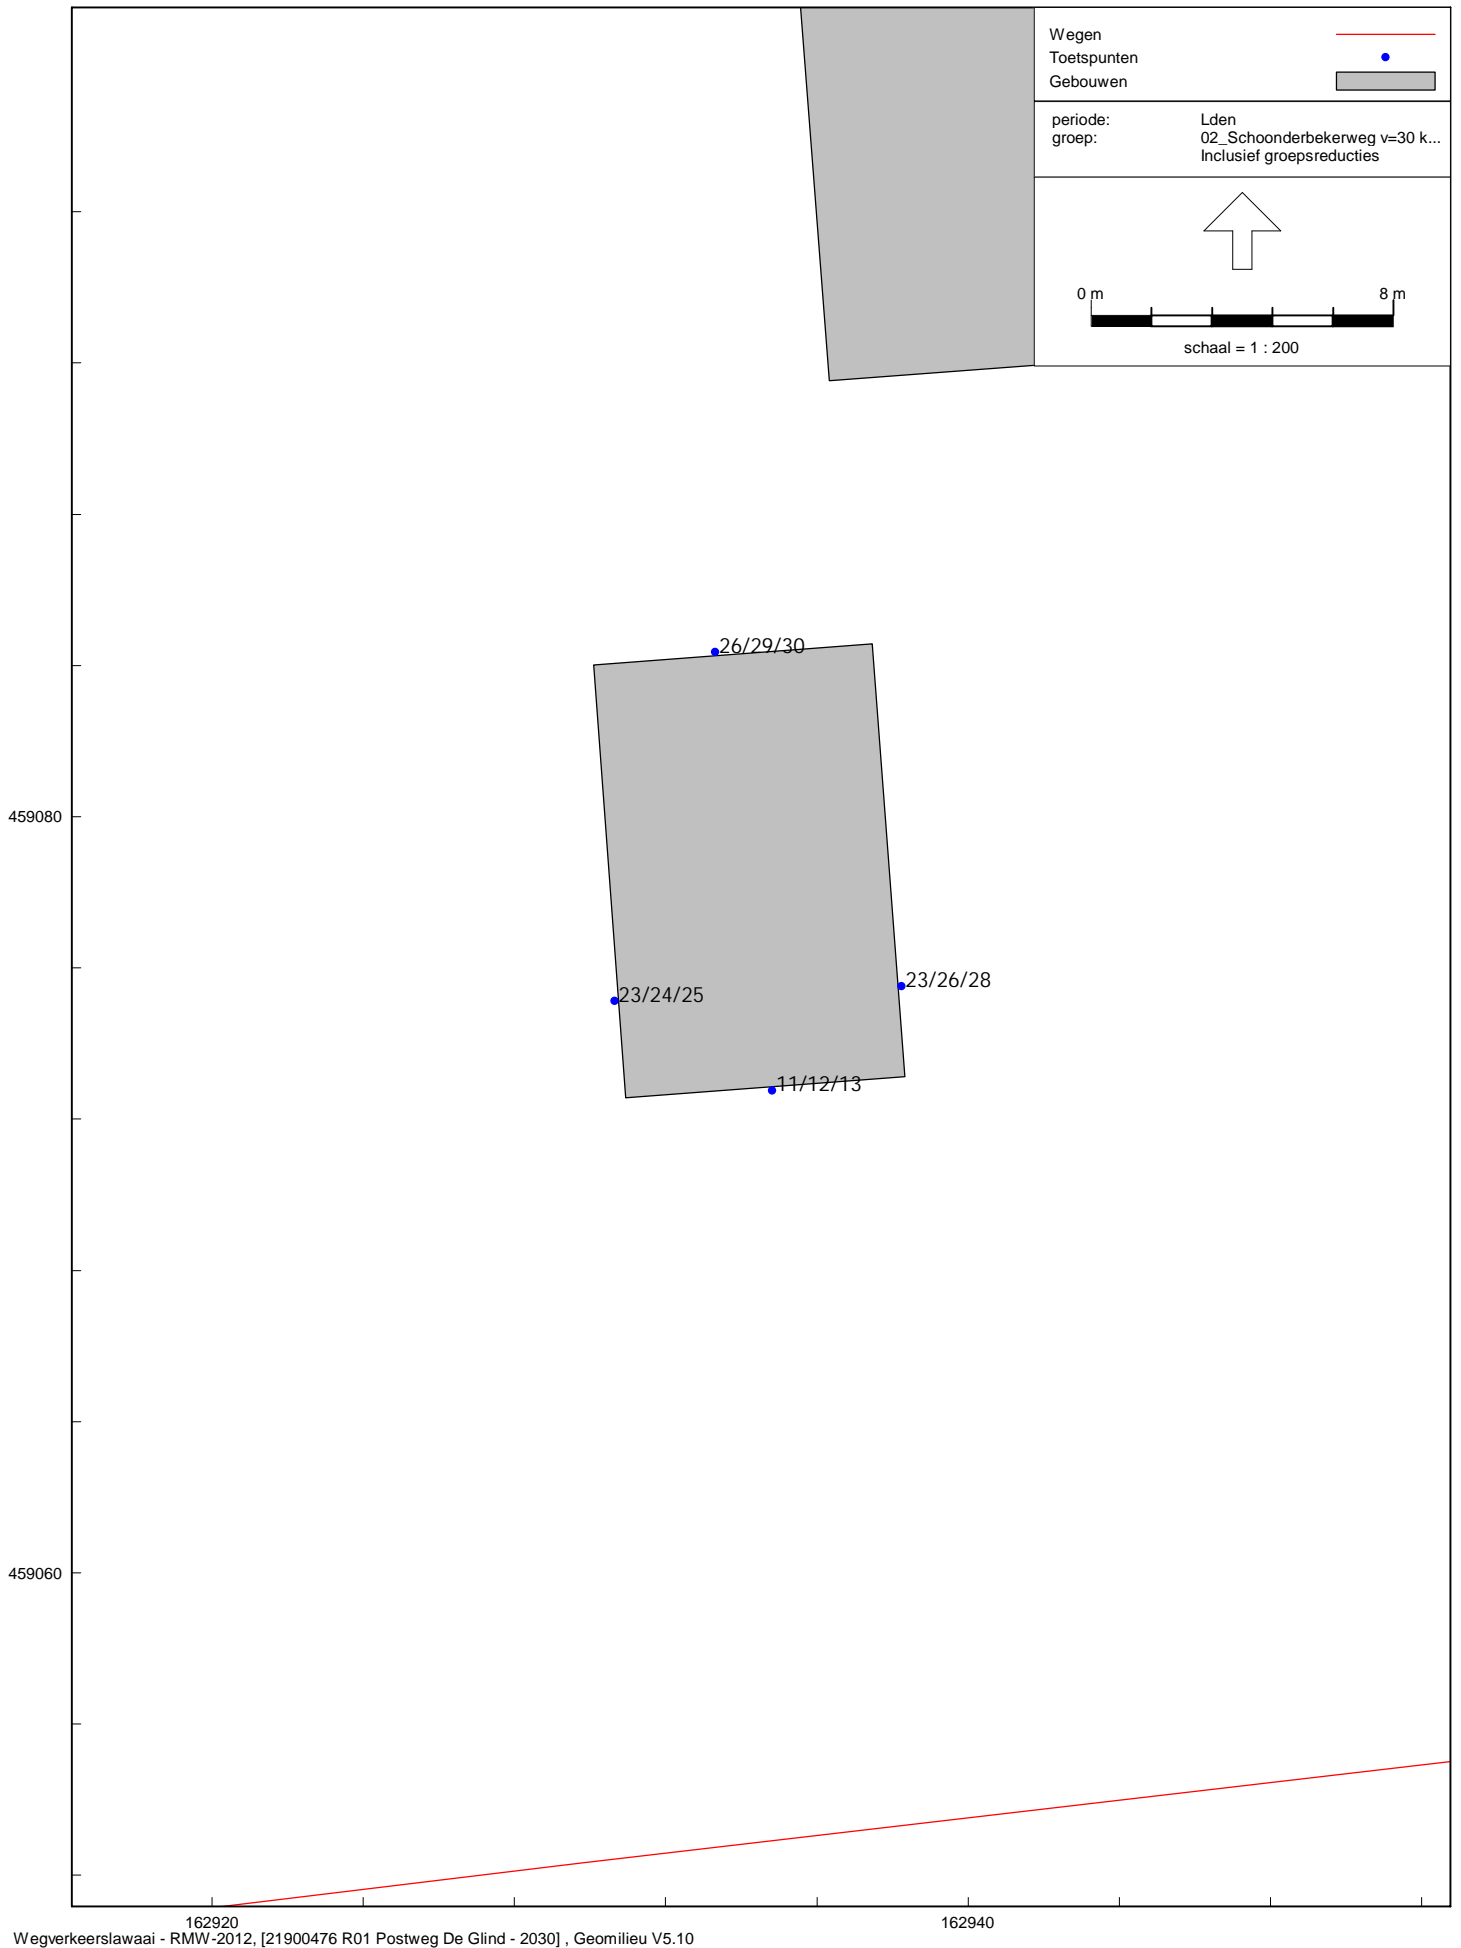 Wegen
Toetspunten
Gebouwen
periode: Lden
groep: 02_Schoonderbekerweg v=30 k...
Inclusief groepsreducties
0 m 8 m
schaal = 1 : 200
26/29/30
459080
23/26/28
23/24/25
11/12/13
459060
162920 162940
Wegverkeerslawaai - RMW-2012, [21900476 R01 Postweg De Glind - 2030] , Geomilieu V5.10